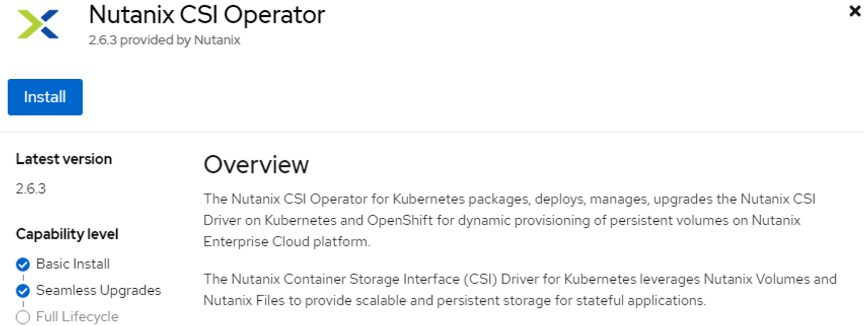 Nutanix CSI Operator
2.6.3 provided by Nutanix
Install
Latest version
2.6.3
Capability level
Basic Install
Seamless Upgrades
Full Lifecycle
Overview
The Nutanix CSI Operator for Kubernetes packages, deploys, manages, upgrades the Nutanix CSI
Driver on Kubernetes and OpenShift for dynamic provisioning of persistent volumes on Nutanix
Enterprise Cloud platform.
The Nutanix Container Storage Interface (CSI) Driver for Kubernetes leverages Nutanix Volumes and
Nutanix Files to provide scalable and persistent storage for stateful applications.